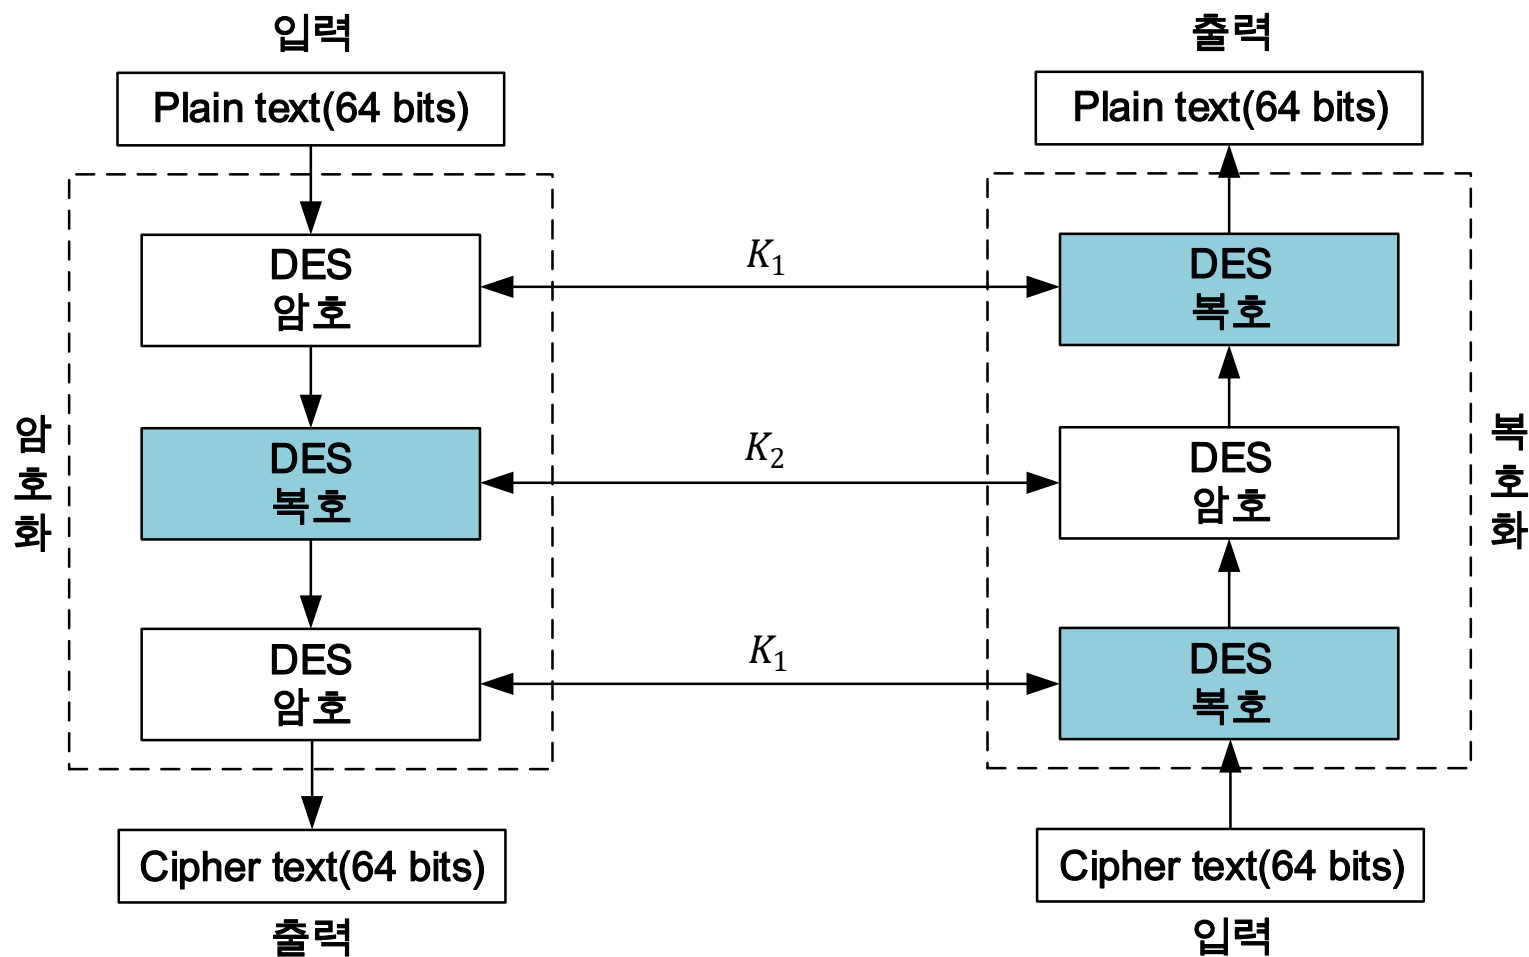 입력
Plain text(64 bits)
DES
암호
DES
복호
DES
암호
Cipher text(64 bits)
출력
암호화
K₁
K₂
K₁
출력
Plain text(64 bits)
DES
복호
DES
암호
DES
복호
Cipher text(64 bits)
입력
복호화